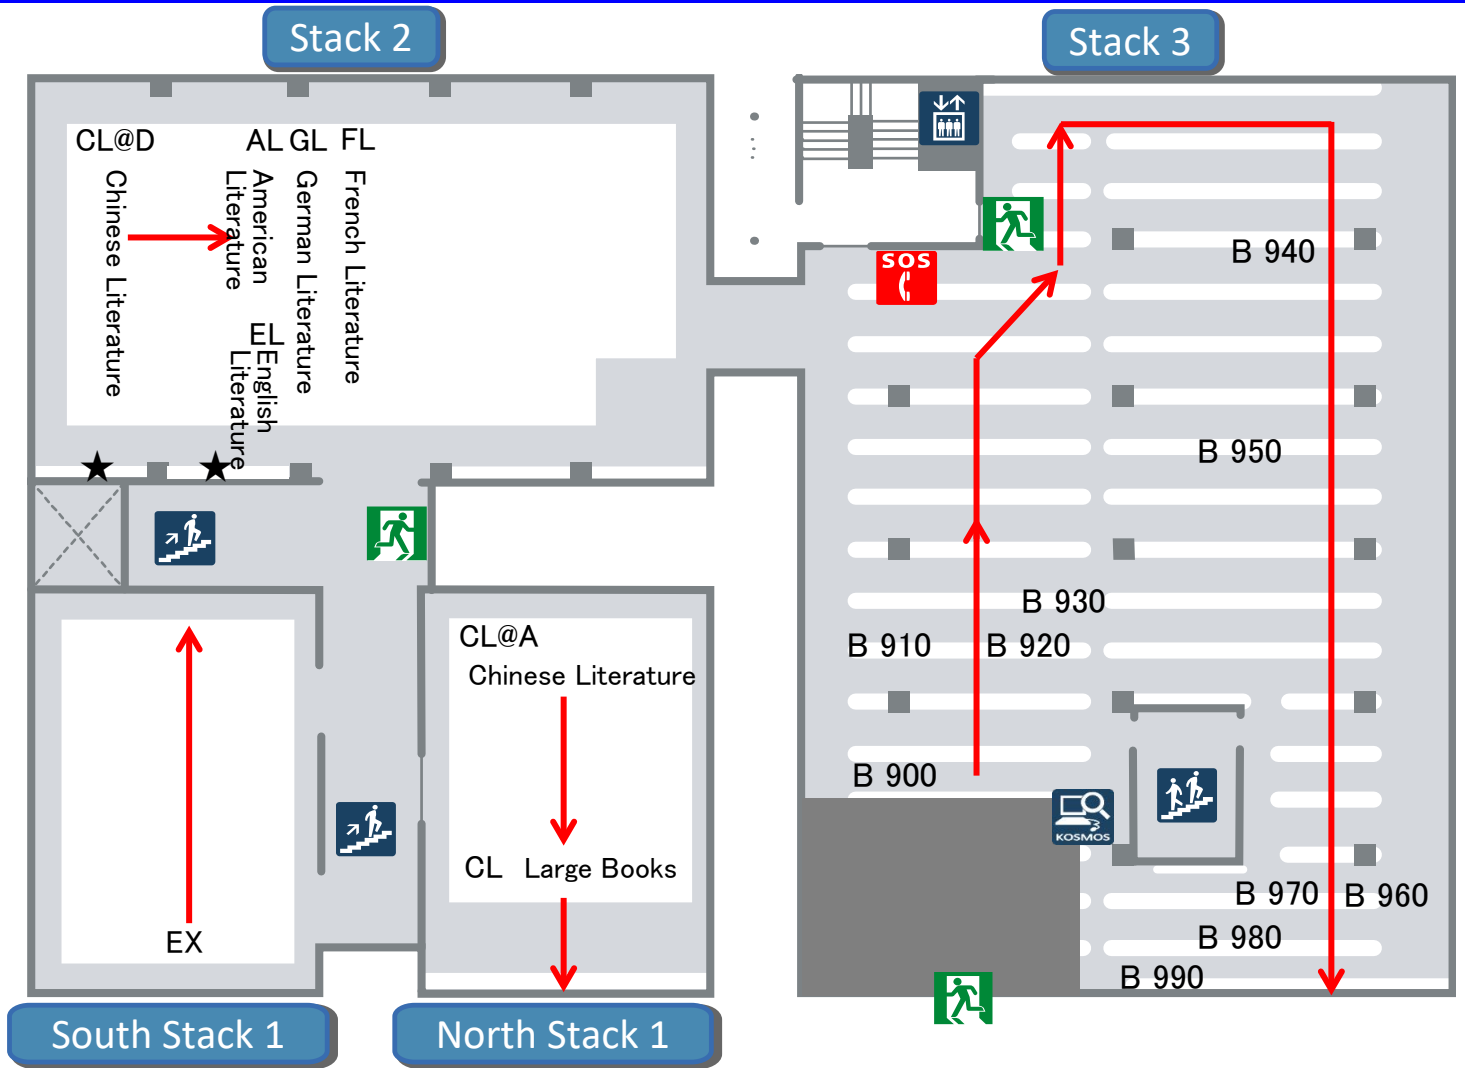 Stack 2
Stack 3
CL@D
AL
GL
FL
Chinese Literature
American
Literature
German Literature
French Literature
EL
English
Literature
SOS
B 940
B 950
B 930
B 910
B 920
B 900
KOSMOS
B 970
B 960
B 980
B 990
CL@A
Chinese Literature
CL Large Books
EX
South Stack 1
North Stack 1